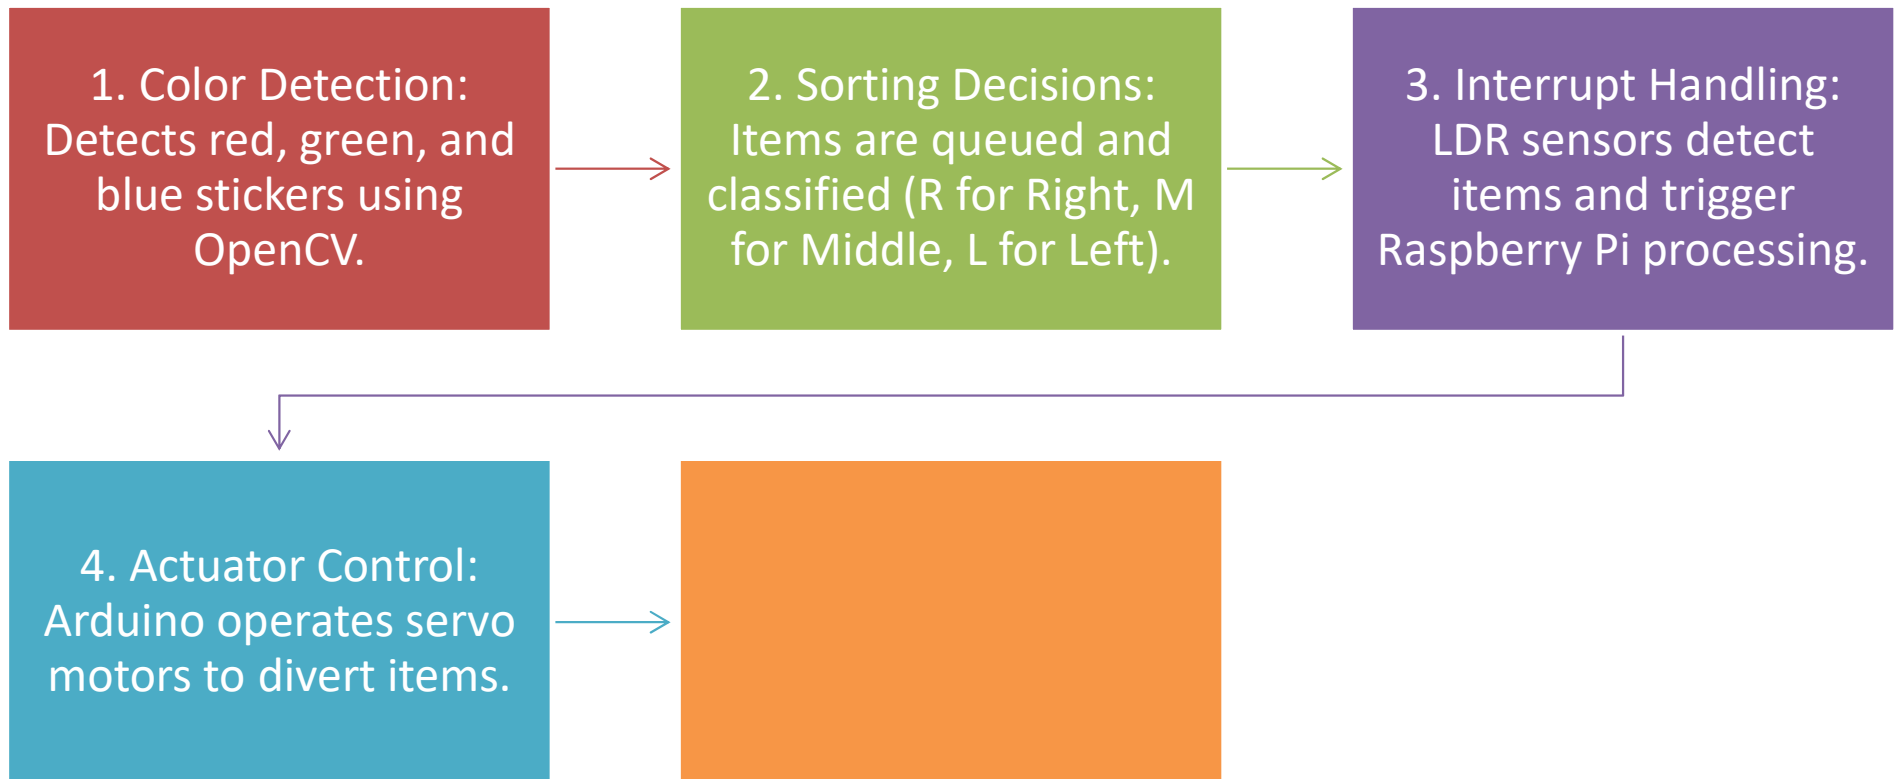 1. Color Detection:
Detects red, green, and
blue stickers using
OpenCV.
2. Sorting Decisions:
Items are queued and
classified (R for Right, M
for Middle, L for Left).
3. Interrupt Handling:
LDR sensors detect
items and trigger
Raspberry Pi processing.
4. Actuator Control:
Arduino operates servo
motors to divert items.